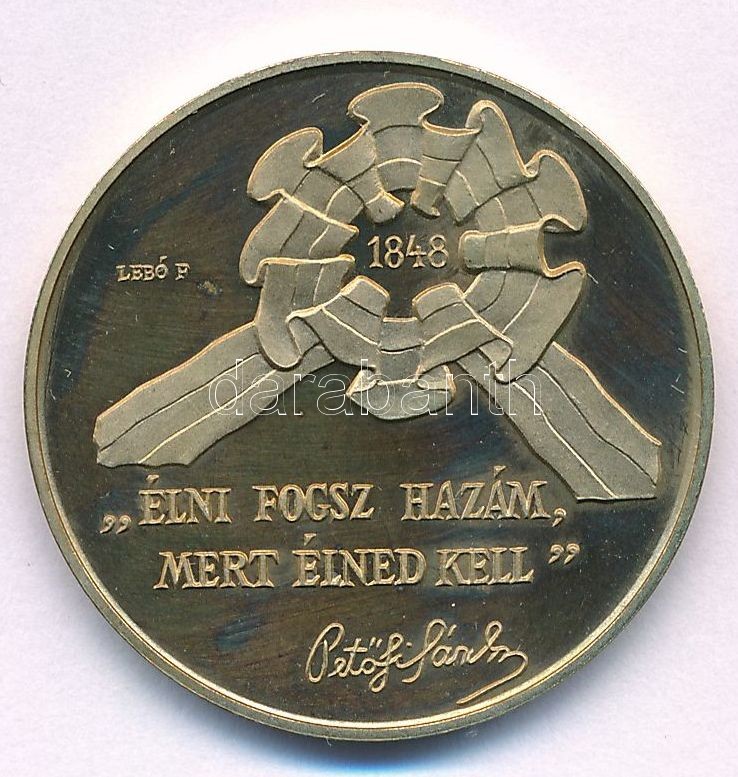 1848
LEBÓ F
darabanth
„ÉLNI FOGSZ HAZÁM,
MERT ÉLNED KELL”
Petőfi Sándor